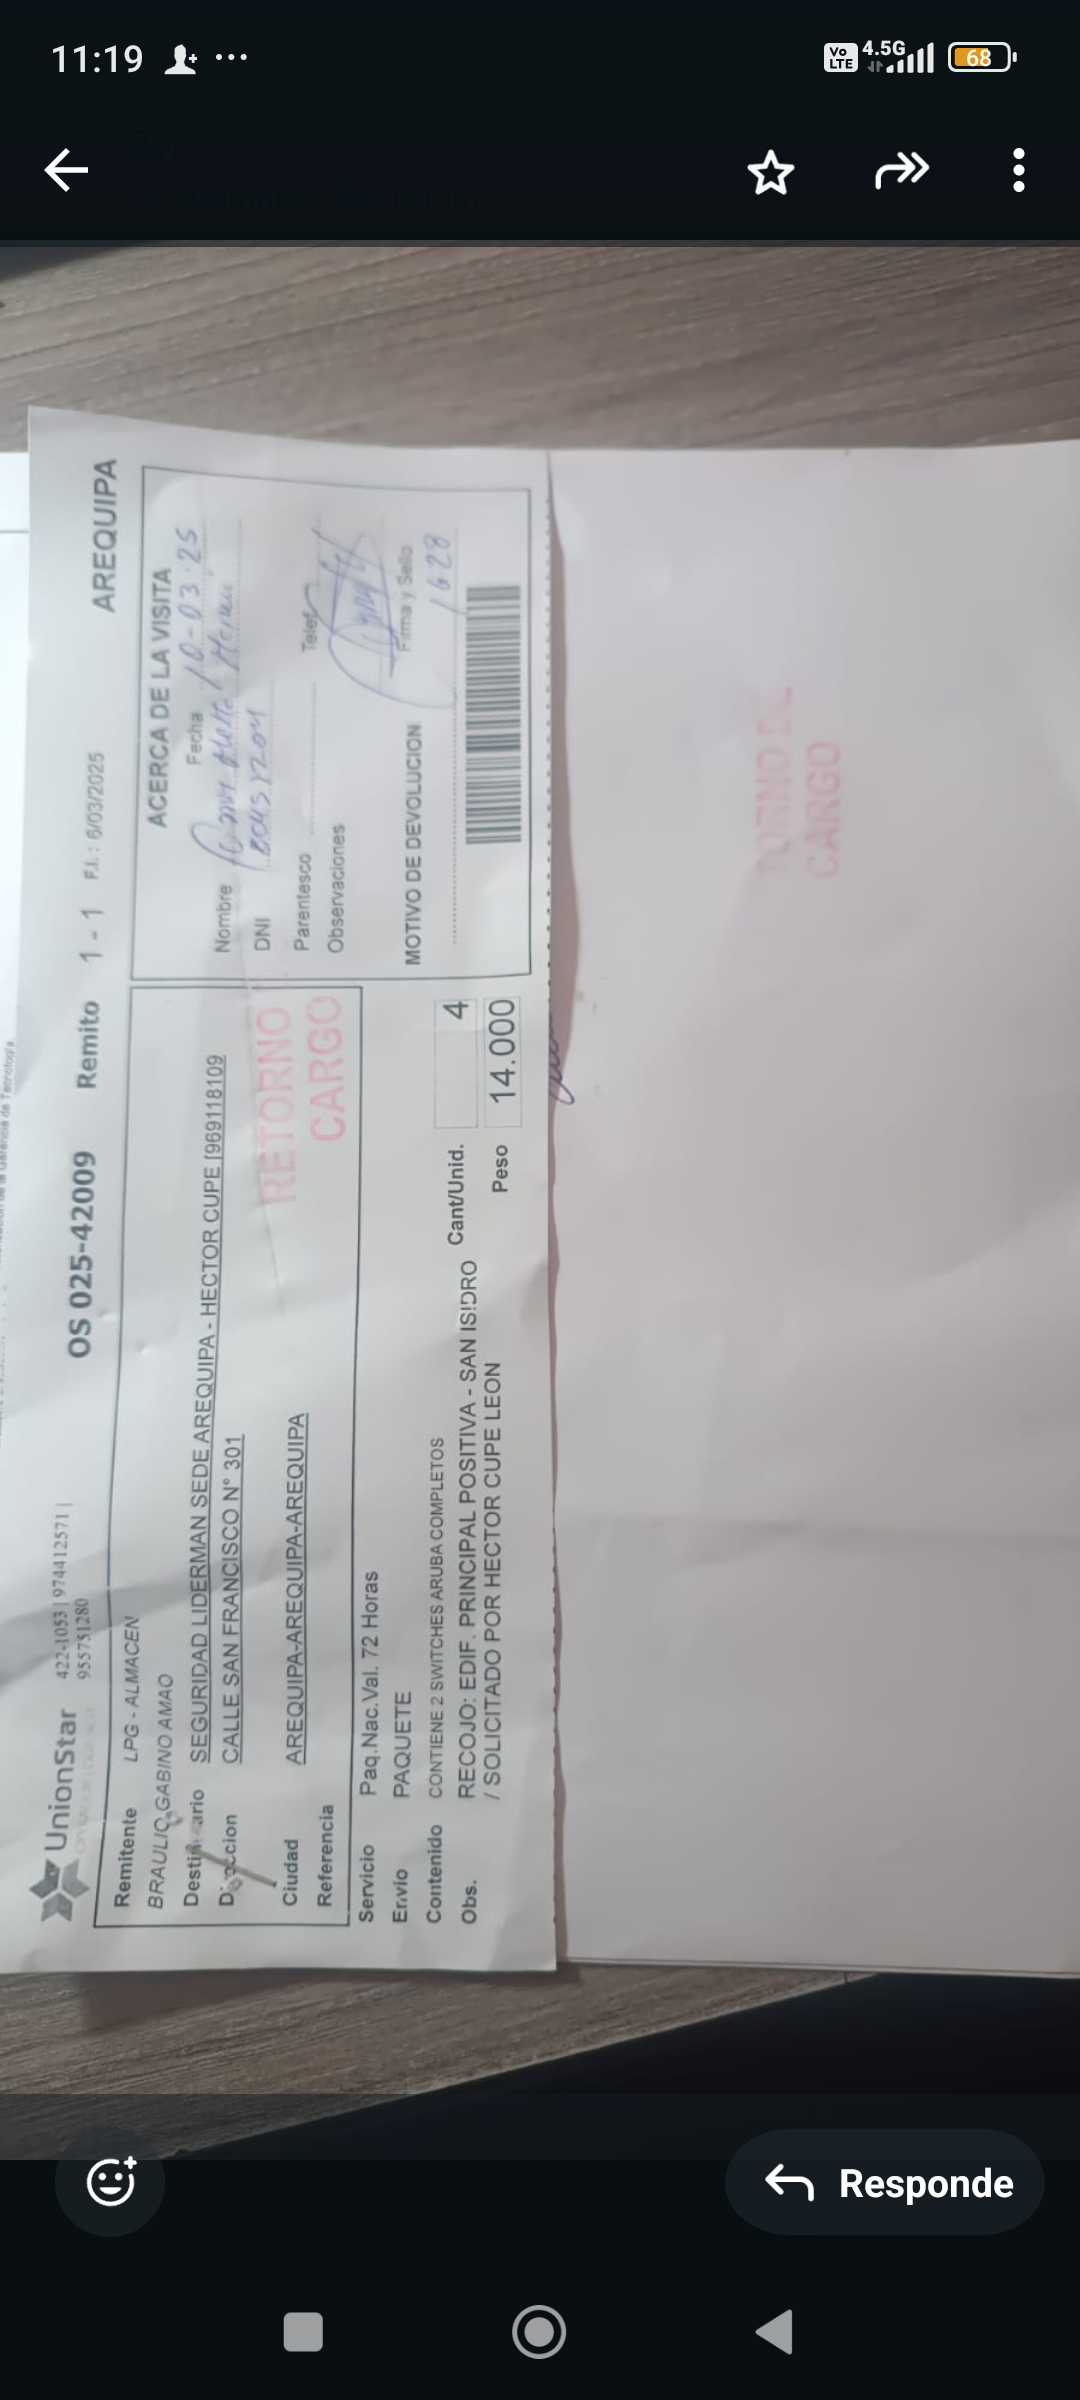 11:19
Vo LTE 4.5G 68
UnionStar
422-1053 | 974412571 |
955751280
OS 025-42009 Remito 1 - 1 F.I.: 6/03/2025 AREQUIPA
Remitente LPG - ALMACEN
BRAULIO GABINO AMAO
SEGURIDAD LIDERMAN SEDE AREQUIPA - HECTOR CUPE [969118109
CALLE SAN FRANCISCO N° 301
Ciudad AREQUIPA-AREQUIPA-AREQUIPA
Referencia
RETORNO
CARGO
Servicio Paq.Nac.Val. 72 Horas
Envio PAQUETE
Contenido CONTIENE 2 SWITCHES ARUBA COMPLETOS
Obs. RECOJO: EDIF. PRINCIPAL POSITIVA - SAN ISIDRO
/ SOLICITADO POR HECTOR CUPE LEON
Cant/Unid. 4
Peso 14.000
ACERCA DE LA VISITA
Fecha 10-03-25
Nombre
DNI
Parentesco Telef
Observaciones
Firma y Sello
MOTIVO DE DEVOLUCION 1628
CARGO
Responde